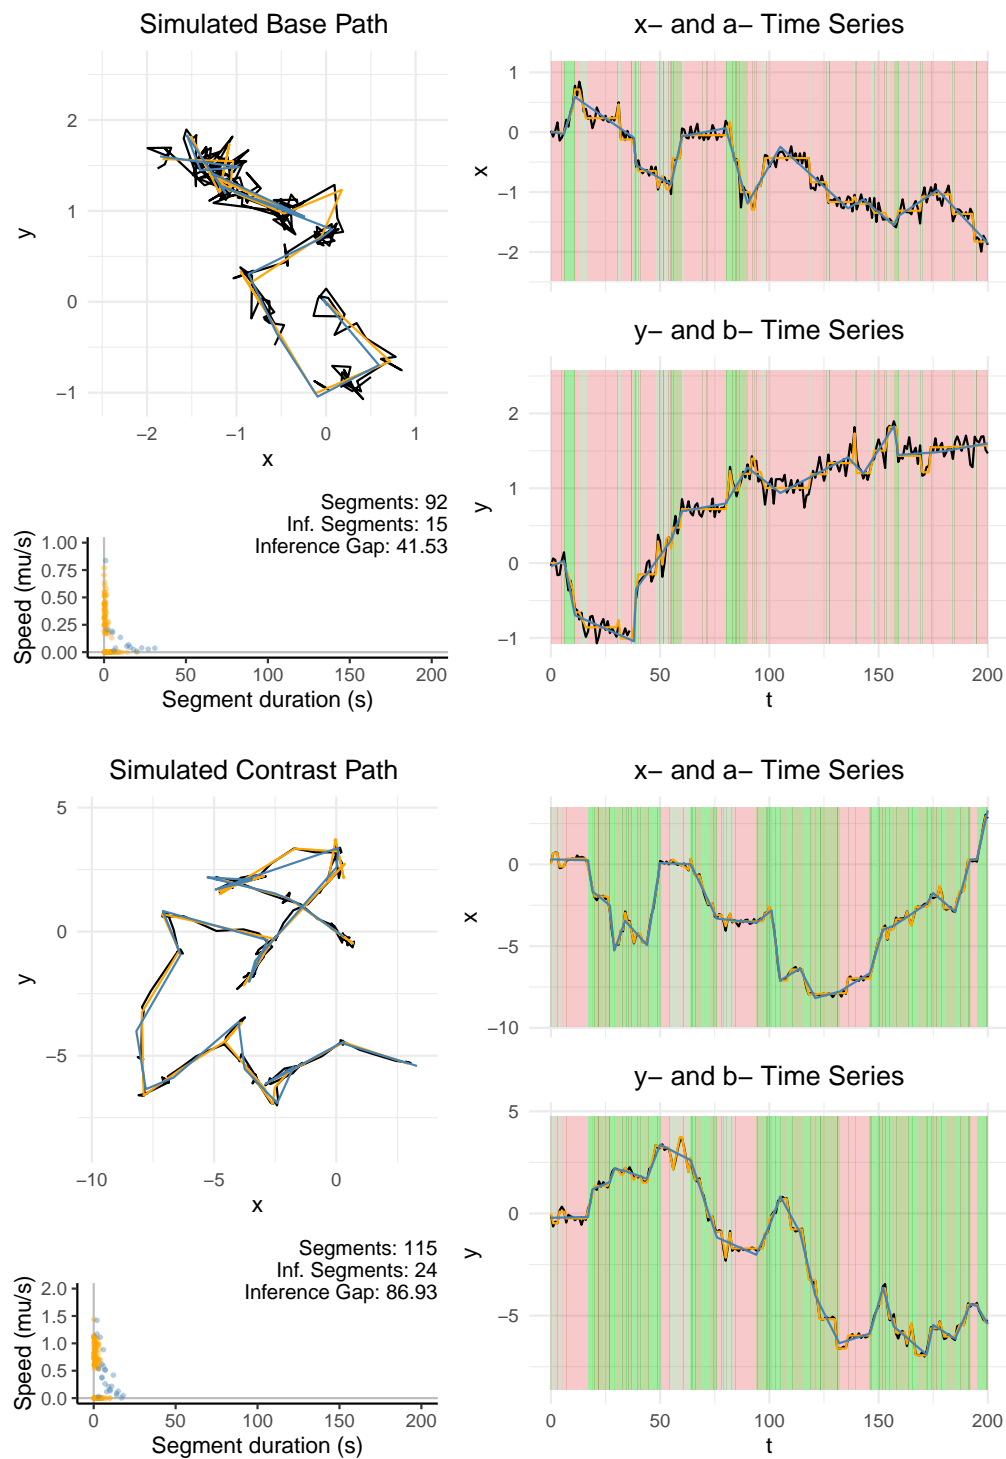 Simulated Base Path
x− and a− Time Series
2
1
0
−1
y
−2
−1
0
1
x
1
0
−1
−2
x
y− and b− Time Series
2
1
0
−1
y
0
50
100
150
200
t
Segments: 92
Inf. Segments: 15
Inference Gap: 41.53
1.00
0.75
0.50
0.25
0.00
Speed (mu/s)
0
50
100
150
200
Segment duration (s)
Simulated Contrast Path
x− and a− Time Series
5
0
−5
y
−10
−5
0
x
0
−5
−10
x
y− and b− Time Series
5
0
−5
y
0
50
100
150
200
t
Segments: 115
Inf. Segments: 24
Inference Gap: 86.93
2.0
1.5
1.0
0.5
0.0
Speed (mu/s)
0
50
100
150
200
Segment duration (s)